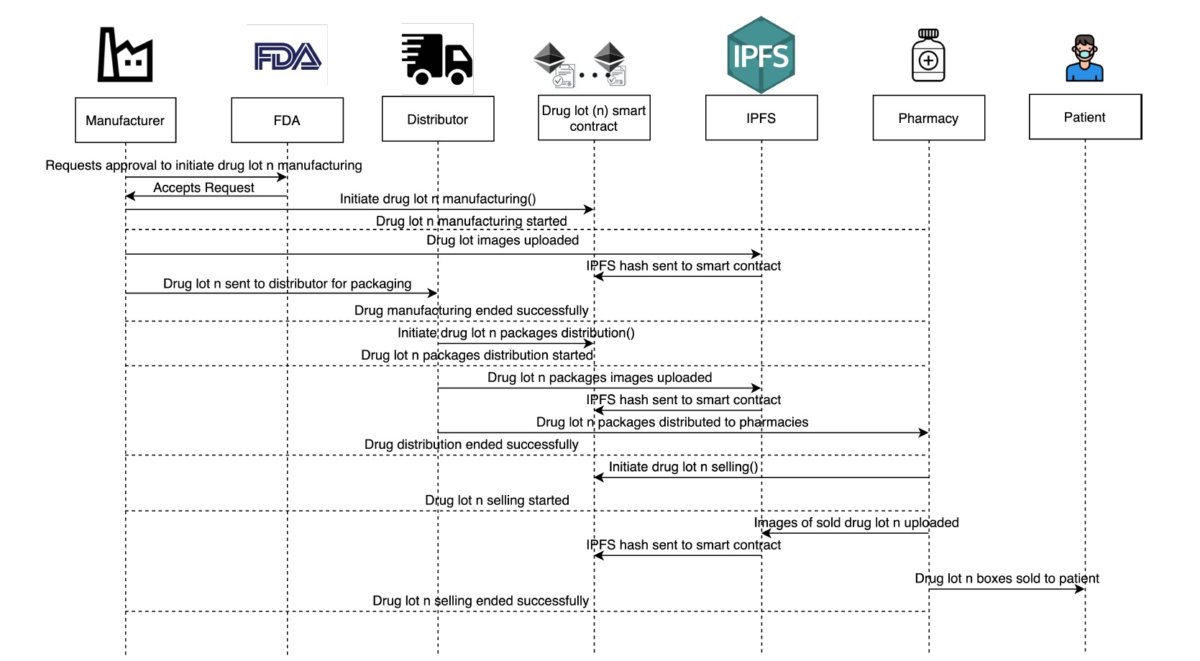 FDA
IPFS
Manufacturer
FDA
Distributor
Drug lot (n) smart
contract
IPFS
Pharmacy
Patient
Requests approval to initiate drug lot n manufacturing
Accepts Request
Initiate drug lot n manufacturing()
Drug lot n manufacturing started
Drug lot images uploaded
IPFS hash sent to smart contract
Drug lot n sent to distributor for packaging
Drug manufacturing ended successfully
Initiate drug lot n packages distribution()
Drug lot n packages distribution started
Drug lot n packages images uploaded
IPFS hash sent to smart contract
Drug lot n packages distributed to pharmacies
Drug distribution ended successfully
Initiate drug lot n selling()
Drug lot n selling started
Images of sold drug lot n uploaded
IPFS hash sent to smart contract
Drug lot n boxes sold to patient
Drug lot n selling ended successfully